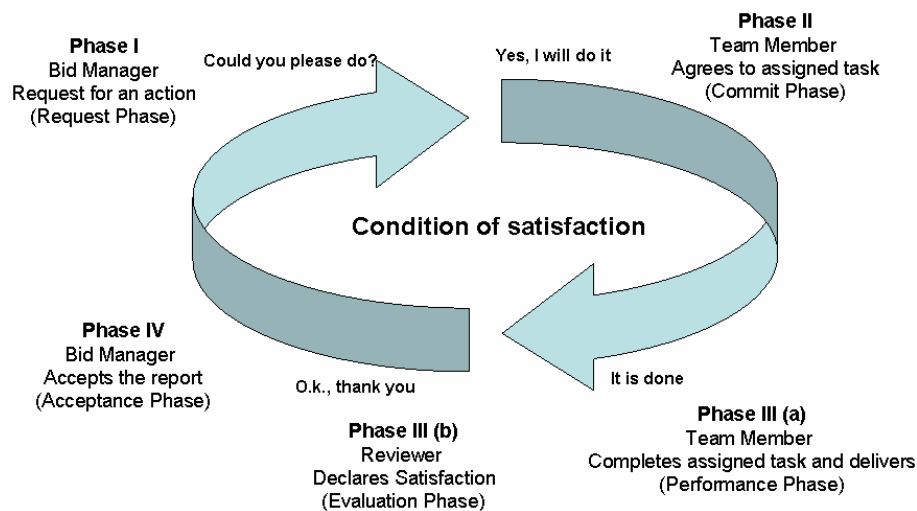 Phase I
Bid Manager
Request for an action
(Request Phase)
Could you please do?
Yes, I will do it
Phase II
Team Member
Agrees to assigned task
(Commit Phase)
Condition of satisfaction
Phase IV
Bid Manager
Accepts the report
(Acceptance Phase)
O.k., thank you
It is done
Phase III (b)
Reviewer
Declares Satisfaction
(Evaluation Phase)
Phase III (a)
Team Member
Completes assigned task and delivers
(Performance Phase)